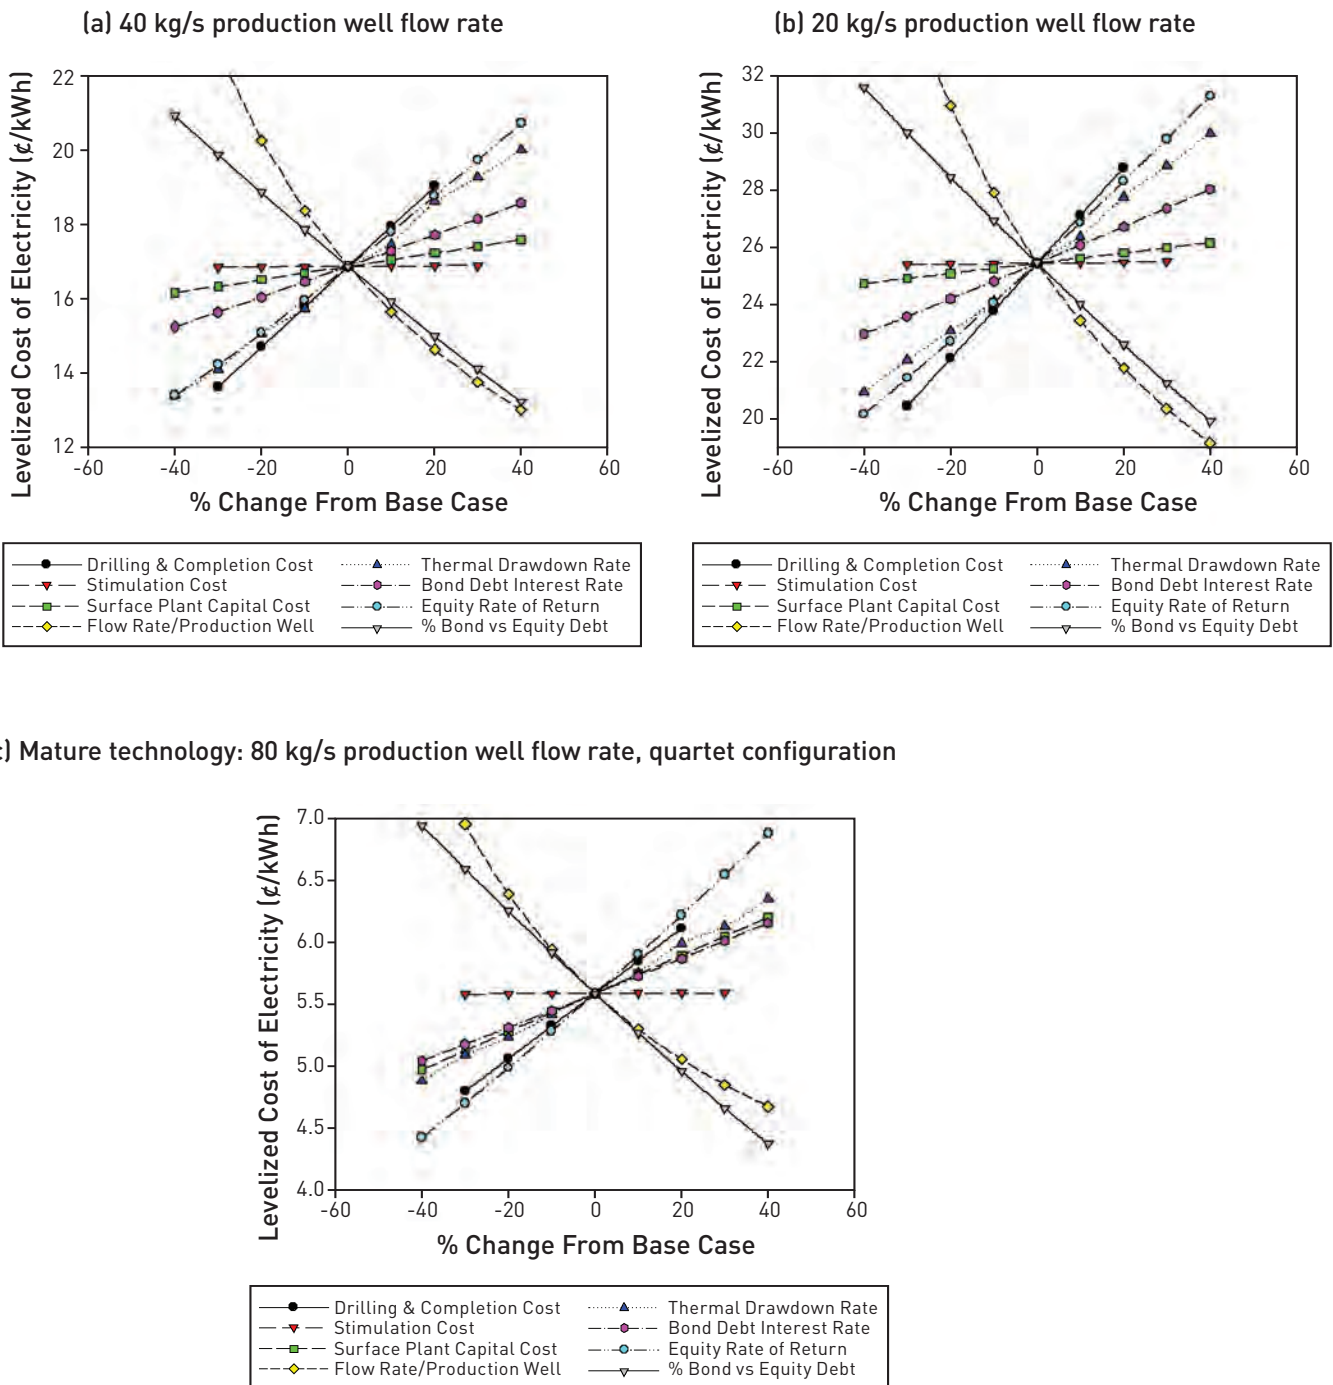 (a) 40 kg/s production well flow rate
Levelized Cost of Electricity (¢/kWh)
22
20
18
16
14
12
-60 -40 -20 0 20 40 60
% Change From Base Case
Drilling & Completion Cost
Stimulation Cost
Surface Plant Capital Cost
Flow Rate/Production Well
Thermal Drawdown Rate
Bond Debt Interest Rate
Equity Rate of Return
% Bond vs Equity Debt
(b) 20 kg/s production well flow rate
Levelized Cost of Electricity (¢/kWh)
32
30
28
26
24
22
20
-60 -40 -20 0 20 40 60
% Change From Base Case
Drilling & Completion Cost
Stimulation Cost
Surface Plant Capital Cost
Flow Rate/Production Well
Thermal Drawdown Rate
Bond Debt Interest Rate
Equity Rate of Return
% Bond vs Equity Debt
) Mature technology: 80 kg/s production well flow rate, quartet configuration
Levelized Cost of Electricity (¢/kWh)
7.0
6.5
6.0
5.5
5.0
4.5
4.0
-60 -40 -20 0 20 40 60
% Change From Base Case
Drilling & Completion Cost
Stimulation Cost
Surface Plant Capital Cost
Flow Rate/Production Well
Thermal Drawdown Rate
Bond Debt Interest Rate
Equity Rate of Return
% Bond vs Equity Debt